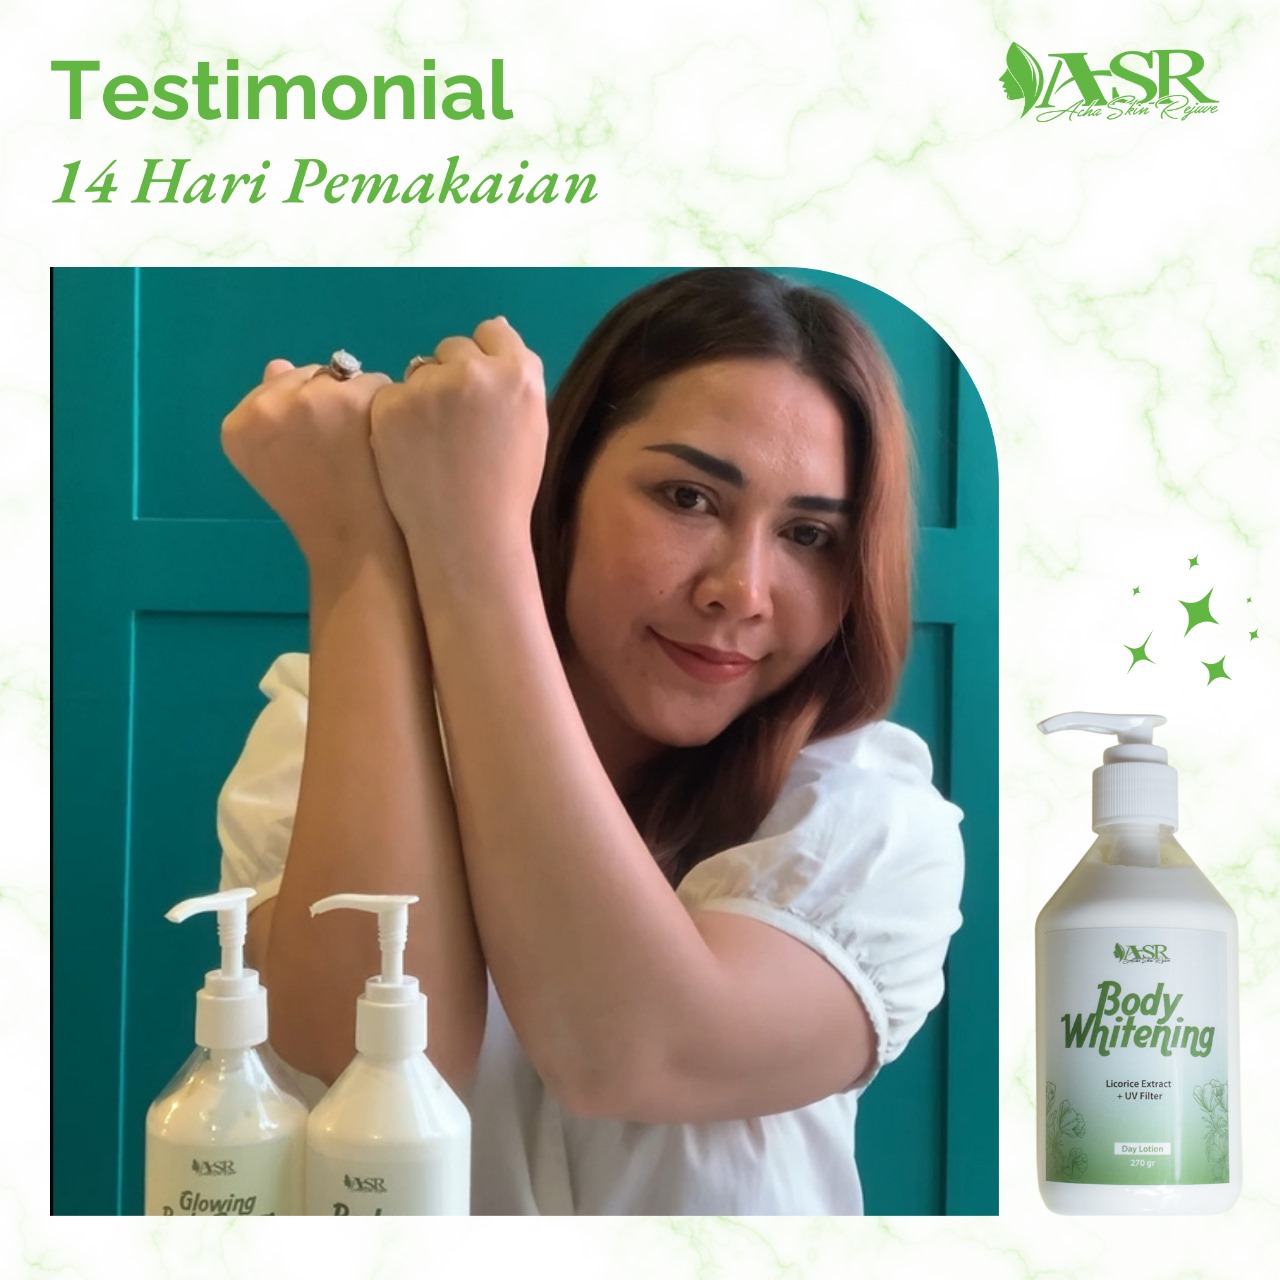 Testimonial
14 Hari Pemakaian
ASR
Acha Skin Rejuve
ASR
Body
Whitening
Licorice Extract
+ UV Filter
Day Lotion
270 gr
ASR
Glowing
ASR